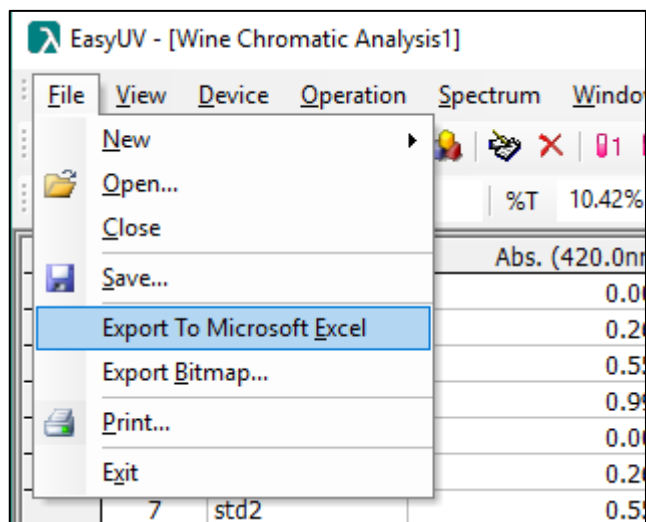 EasyUV - [Wine Chromatic Analysis1]
File View Device Operation Spectrum
New
1
Open...
%T 10.42%
Close
Abs. (420.0n
Save...
Export To Microsoft Excel
Export Bitmap...
Print...
Exit
7 std2